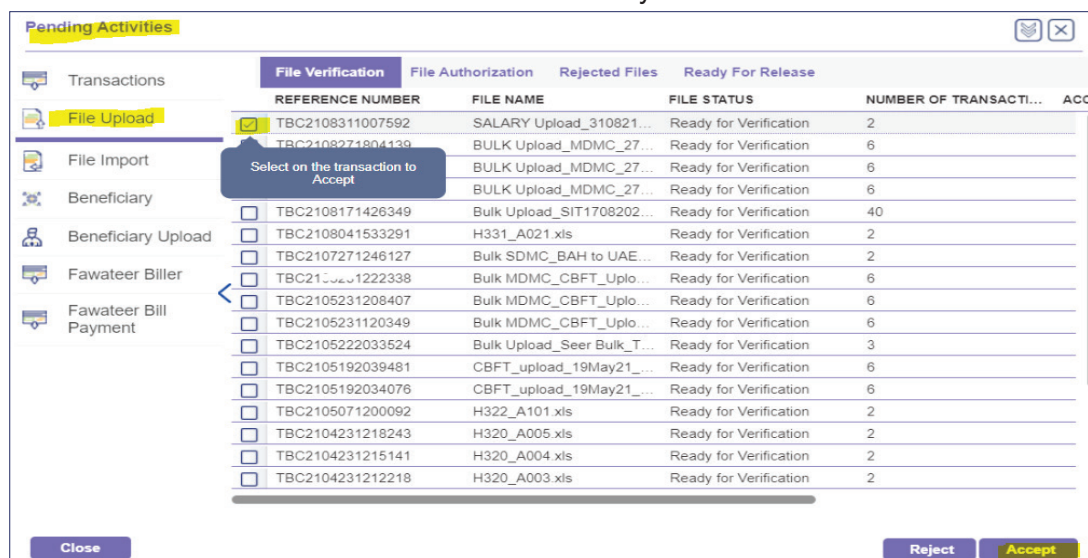 Pending Activities
Transactions
File Upload
File Import
Beneficiary
Beneficiary Upload
Fawateer Biller
Fawateer Bill
Payment
File Verification File Authorization Rejected Files Ready For Release
REFERENCE NUMBER FILE NAME FILE STATUS NUMBER OF TRANSACTI... ACC
TBC2108311007592 SALARY Upload_310821... Ready for Verification 2
TBC2108271804139 BULK Upload_MDMC_27... Ready for Verification 6
Select on the transaction to
Accept
BULK Upload_MDMC_27... Ready for Verification 6
BULK Upload_MDMC_27... Ready for Verification 6
TBC2108171426349 Bulk Upload_SIT1708202... Ready for Verification 40
TBC2108041533291 H331_A021.xls Ready for Verification 2
TBC2107271246127 Bulk SDMC_BAH to UAE... Ready for Verification 2
Bulk MDMC_CBFT_Uplo... Ready for Verification 6
TBC2105231208407 Bulk MDMC_CBFT_Uplo... Ready for Verification 6
TBC2105231120349 Bulk MDMC_CBFT_Uplo... Ready for Verification 6
TBC2105222033524 Bulk Upload_Seer Bulk_T... Ready for Verification 3
TBC2105192039481 CBFT_upload_19May21_... Ready for Verification 6
TBC2105192034076 CBFT_upload_19May21_... Ready for Verification 6
TBC2105071200092 H322_A101.xls Ready for Verification 2
TBC2104231218243 H320_A005.xls Ready for Verification 2
TBC2104231215141 H320_A004.xls Ready for Verification 2
TBC2104231212218 H320_A003.xls Ready for Verification 2
Close Reject Accept